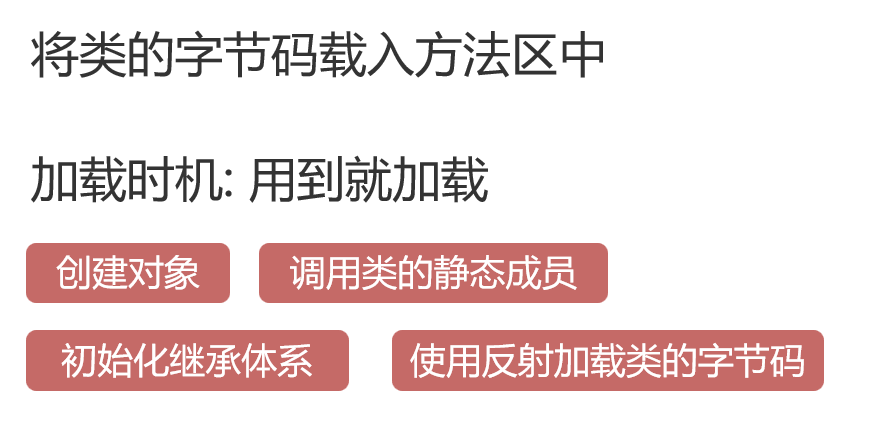 将类的字节码载入方法区中
加载时机: 用到就加载
创建对象 调用类的静态成员
初始化继承体系 使用反射加载类的字节码